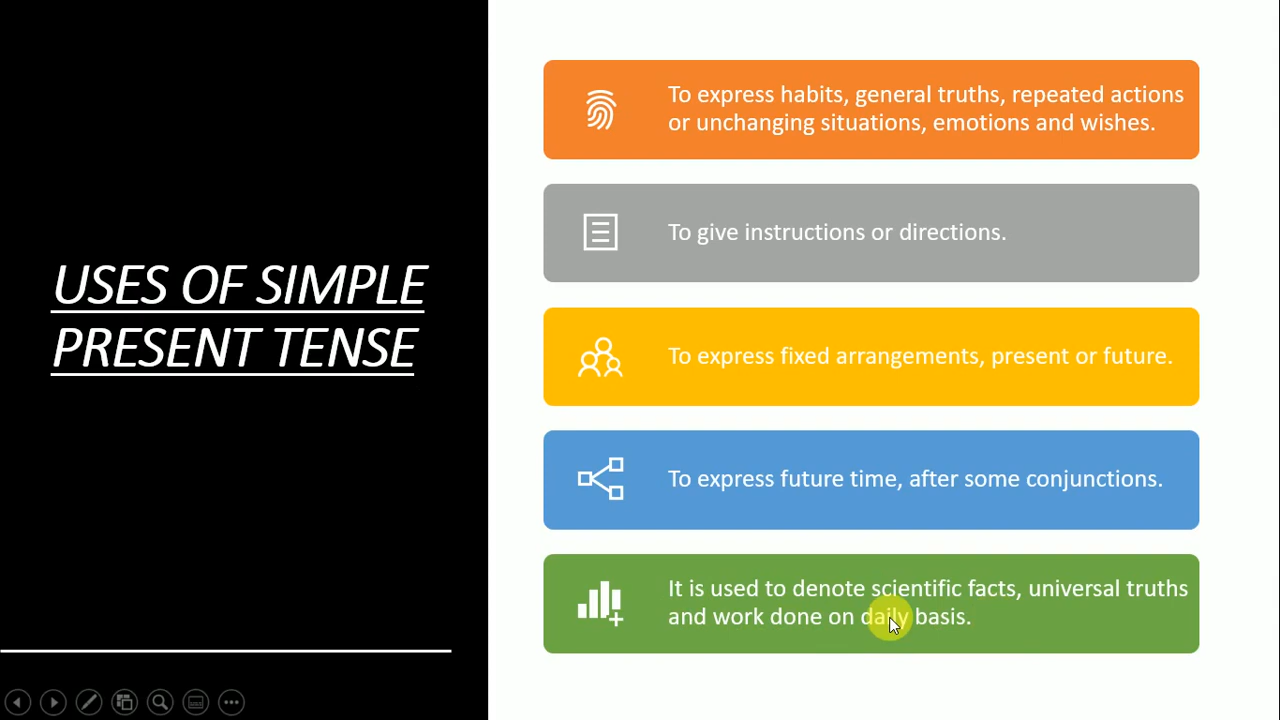 USES OF SIMPLE
PRESENT TENSE
To express habits, general truths, repeated actions
or unchanging situations, emotions and wishes.
To give instructions or directions.
To express fixed arrangements, present or future.
To express future time, after some conjunctions.
It is used to denote scientific facts, universal truths
and work done on daily basis.